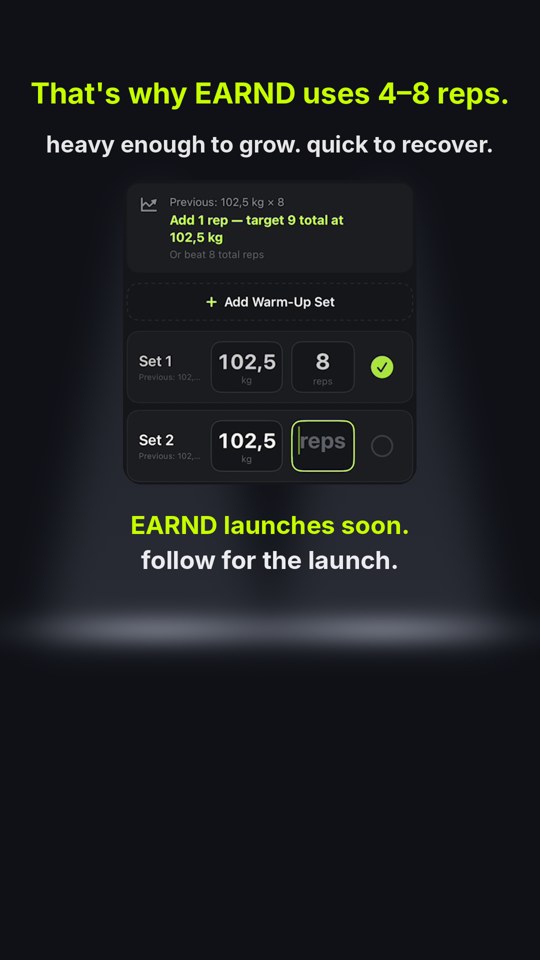 That's why EARND uses 4–8 reps.
heavy enough to grow. quick to recover.
Previous: 102,5 kg × 8
Add 1 rep — target 9 total at
102,5 kg
Or beat 8 total reps
+ Add Warm-Up Set
Set 1
Previous: 102,...
102,5
kg
8
reps
Set 2
Previous: 102,...
102,5
kg
reps
EARND launches soon.
follow for the launch.